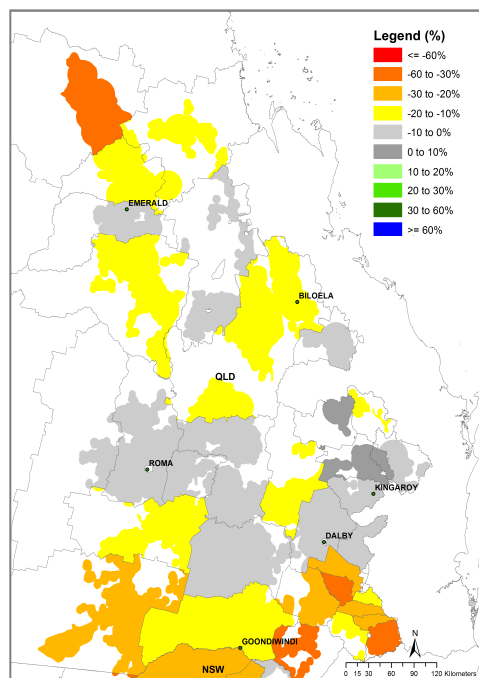 Legend (%)
<= -60%
-60 to -30%
-30 to -20%
-20 to -10%
-10 to 0%
0 to 10%
10 to 20%
20 to 30%
30 to 60%
>= 60%
EMERALD
BILOELA
QLD
ROMA
KINGAROY
DALBY
GOONDIWINDI
NSW
N
0 15 30 60 90 120 Kilometers